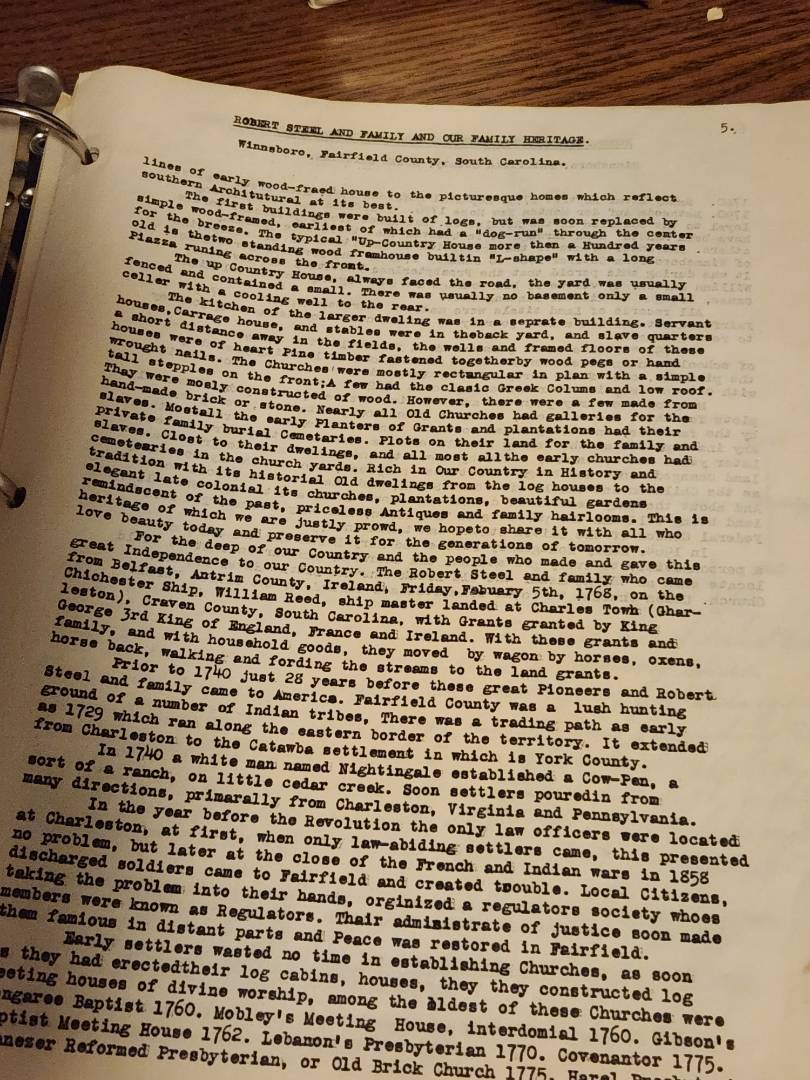 5.
ROBERT STEEL AND FAMILY AND OUR FAMILY HERITAGE.
Winnsboro, Fairfield County, South Carolina.
lines of early wood-fraed house to the picturesque homes which reflect
southern Architutural at its best.
The first buildings were built of logs, but was soon replaced by
simple wood-framed, earliest of which had a "dog-run" through the center
for the breeze. The typical "Up-Country House more then a Hundred years
old is thetwo standing wood framhouse builtin "L-shape" with a long
Piazza runing across the front.
The up Country House, always faced the road, the yard was usually
fenced and contained a small. There was usually no basement only a small
celler with a cooling well to the rear.
The kitchen of the larger dweling was in a seprate building. Servant
houses,Carrage house, and stables were in theback yard, and slave quarters
a short distance away in the fields, the wells and framed floors of these
houses were of heart Pine timber fastened togetherby wood pegs or hand
wrought nails. The Churches were mostly rectangular in plan with a simple
tall stepples on the front;A few had the clasic Greek Colums and low roof.
Thay were mosly constructed of wood. However, there were a few made from
hand-made brick or stone. Nearly all Old Churches had galleries for the
slaves. Mostall the early Planters of Grants and plantations had their
private family burial Cemetaries. Plots on their land for the family and
slaves. Clost to their dwelings, and all most allthe early churches had
cemetearies in the church yards. Rich in Our Country in History and
tradition with its historial Old dwelings from the log houses to the
elegant late colonial its churches, plantations, beautiful gardens
remindscent of the past, priceless Antiques and family hairlooms. This is
heritage of which we are justly prowd, we hopeto share it with all who
love beauty today and preserve it for the generations of tomorrow.
For the deep of our Country and the people who made and gave this
great Independence to our Country. The Robert Steel and family who came
from Belfast, Antrim County, Ireland, Friday,Febuary 5th, 1768, on the
Chichester Ship, William Reed, ship master landed at Charles Towh (Ghar-
leston), Craven County, South Carolina, with Grants granted by King
George 3rd King of England, France and Ireland. With these grants and
family, and with household goods, they moved by wagon by horses, oxens,
horse back, walking and fording the streams to the land grants.
Prior to 1740 just 28 years before these great Pioneers and Robert
Steel and family came to America. Fairfield County was a lush hunting
ground of a number of Indian tribes, There was a trading path as early
as 1729 which ran along the eastern border of the territory. It extended
from Charleston to the Catawba settlement in which is York County.
In 1740 a white man named Nightingale established a Cow-Pen, a
sort of a ranch, on little cedar creek. Soon settlers pouredin from
many directions, primarally from Charleston, Virginia and Pennsylvania.
In the year before the Revolution the only law officers were located
at Charleston, at first, when only law-abiding settlers came, this presented
no problem, but later at the close of the French and Indian wars in 1858
discharged soldiers came to Fairfield and created touble. Local Citizens,
taking the problem into their hands, orginized a regulators society whoes
members were known as Regulators. Thair administrate of justice soon made
them famious in distant parts and Peace was restored in Fairfield.
Early settlers wasted no time in establishing Churches, as soon
s they had erectedtheir log cabins, houses, they they constructed log
eeting houses of divine worship, among the oldest of these Churches were
ngaree Baptist 1760. Mobley's Meeting House, interdomial 1760. Gibson's
ptist Meeting House 1762. Lebanon's Presbyterian 1770. Covenantor 1775.
nezer Reformed Presbyterian, or Old Brick Church 1775.